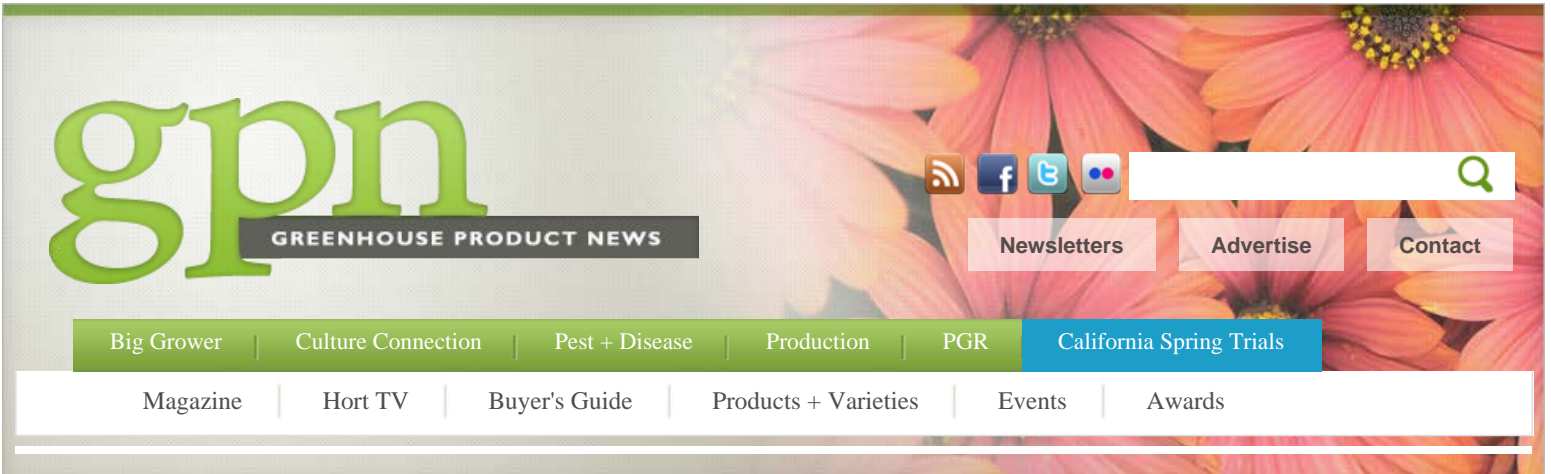 gpn
GREENHOUSE PRODUCT NEWS
Newsletters Advertise Contact
Big Grower Culture Connection Pest + Disease Production PGR California Spring Trials
Magazine Hort TV Buyer's Guide Products + Varieties Events Awards